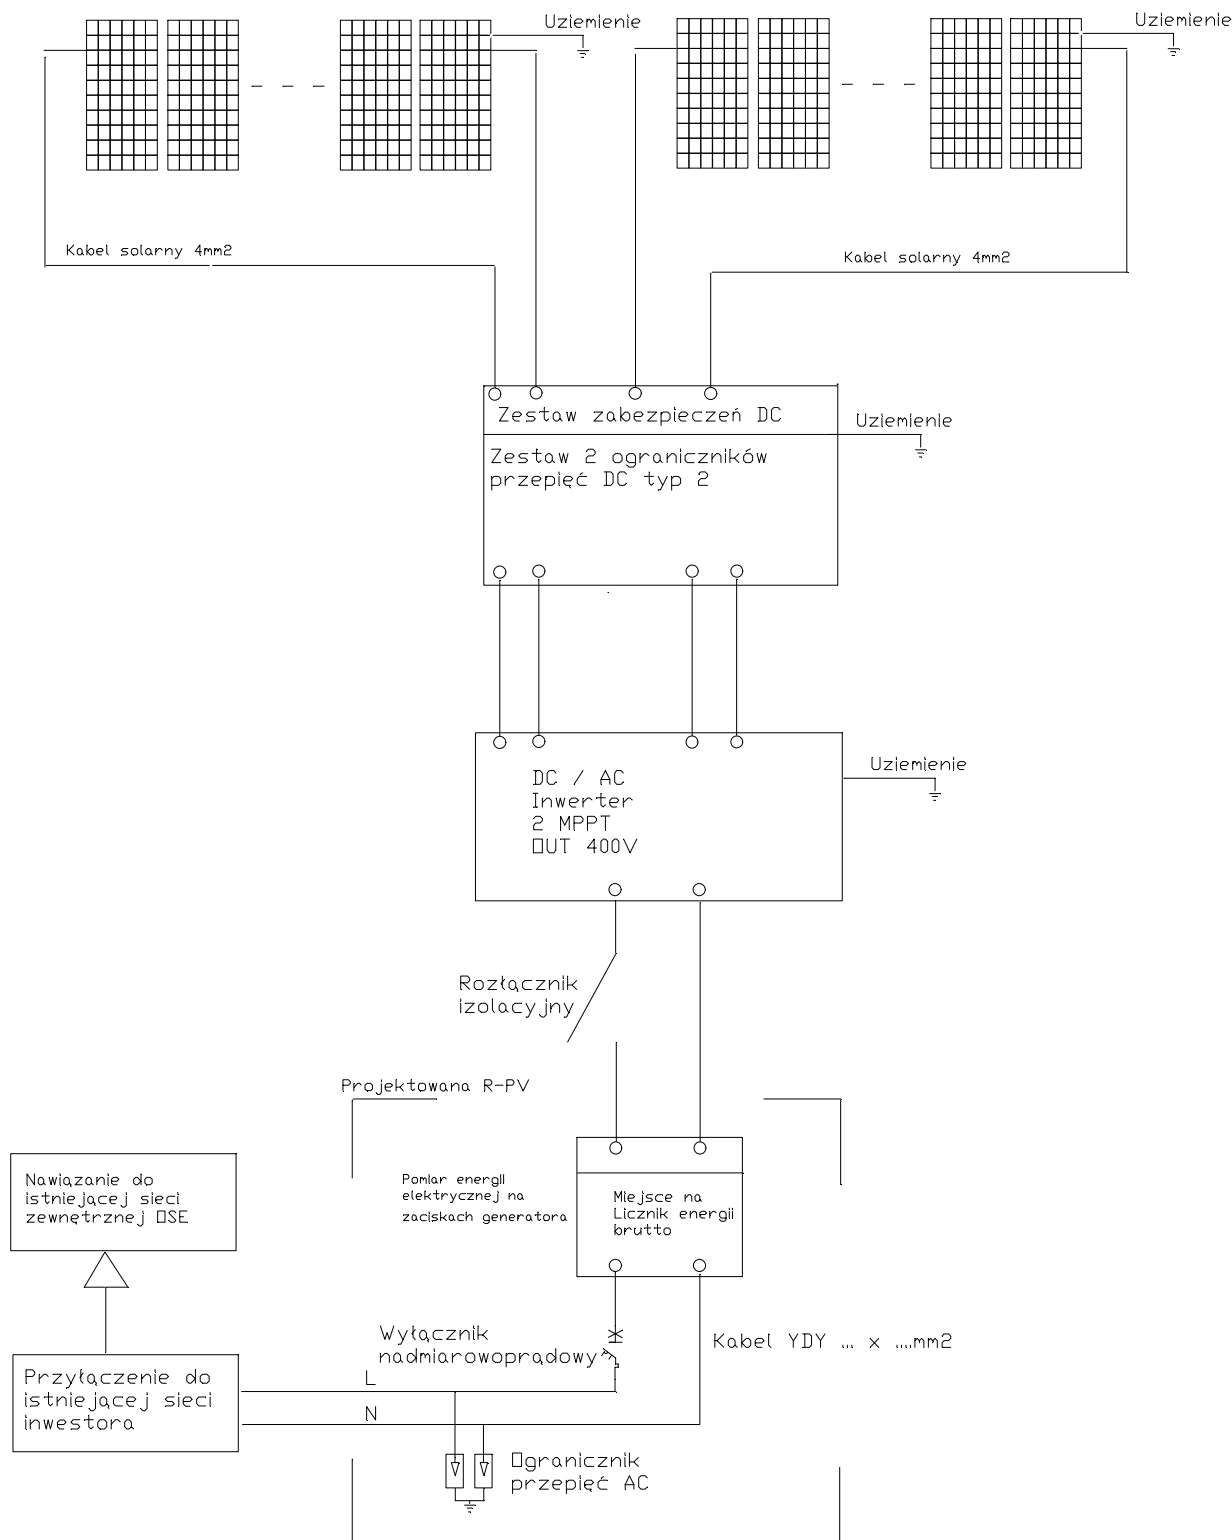 Uziemienie
Uziemienie
Kabel solarny 4mm2
Kabel solarny 4mm2
Zestaw zabezpieczeń DC
Uziemienie
Zestaw 2 ograniczników
przepięć DC typ 2
Uziemienie
DC / AC
Inwerter
2 MPPT
OUT 400V
Rozłącznik
izolacyjny
Projektowana R-PV
Nawiązanie do
istniejącej sieci
zewnętrznej OSE
Pomiar energii
elektrycznej na
zaciskach generatora
Miejsce na
Licznik energii
brutto
Wyłącznik
nadmiarowoprądowy
Kabel YDY ... x ....mm2
Przyłączenie do
istniejącej sieci
inwestora
L
N
Ogranicznik
przepięć AC